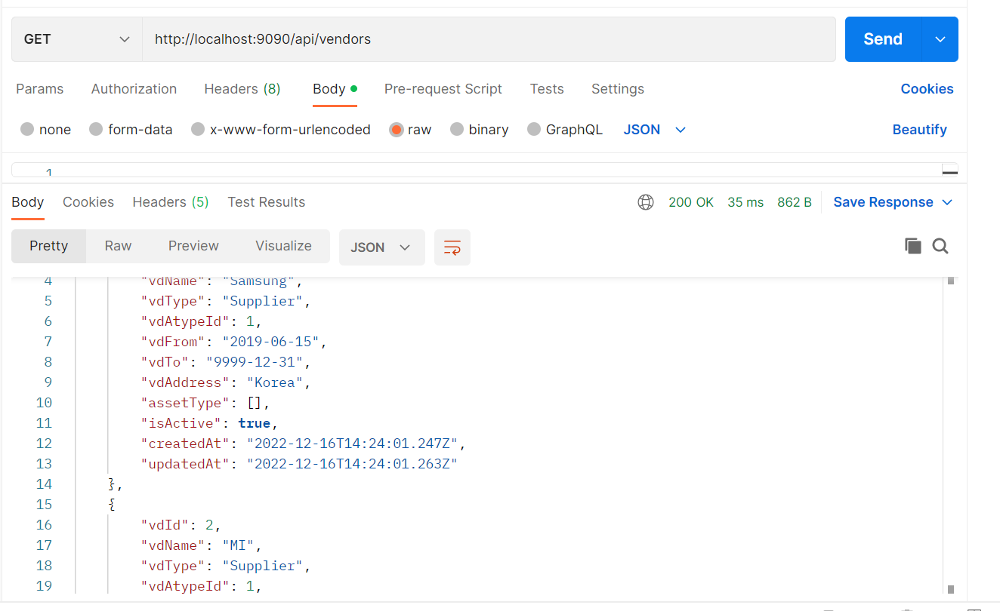 GET http://localhost:9090/api/vendors Send
Params Authorization Headers (8) Body Pre-request Script Tests Settings Cookies
none form-data x-www-form-urlencoded raw binary GraphQL JSON Beautify
1
Body Cookies Headers (5) Test Results 200 OK 35 ms 862 B Save Response
Pretty Raw Preview Visualize JSON
4 "vdName": "Samsung",
5 "vdType": "Supplier",
6 "vdAtypeId": 1,
7 "vdFrom": "2019-06-15",
8 "vdTo": "9999-12-31",
9 "vdAddress": "Korea",
10 "assetType": [],
11 "isActive": true,
12 "createdAt": "2022-12-16T14:24:01.247Z",
13 "updatedAt": "2022-12-16T14:24:01.263Z"
14 },
15 {
16 "vdId": 2,
17 "vdName": "MI",
18 "vdType": "Supplier",
19 "vdAtypeId": 1,